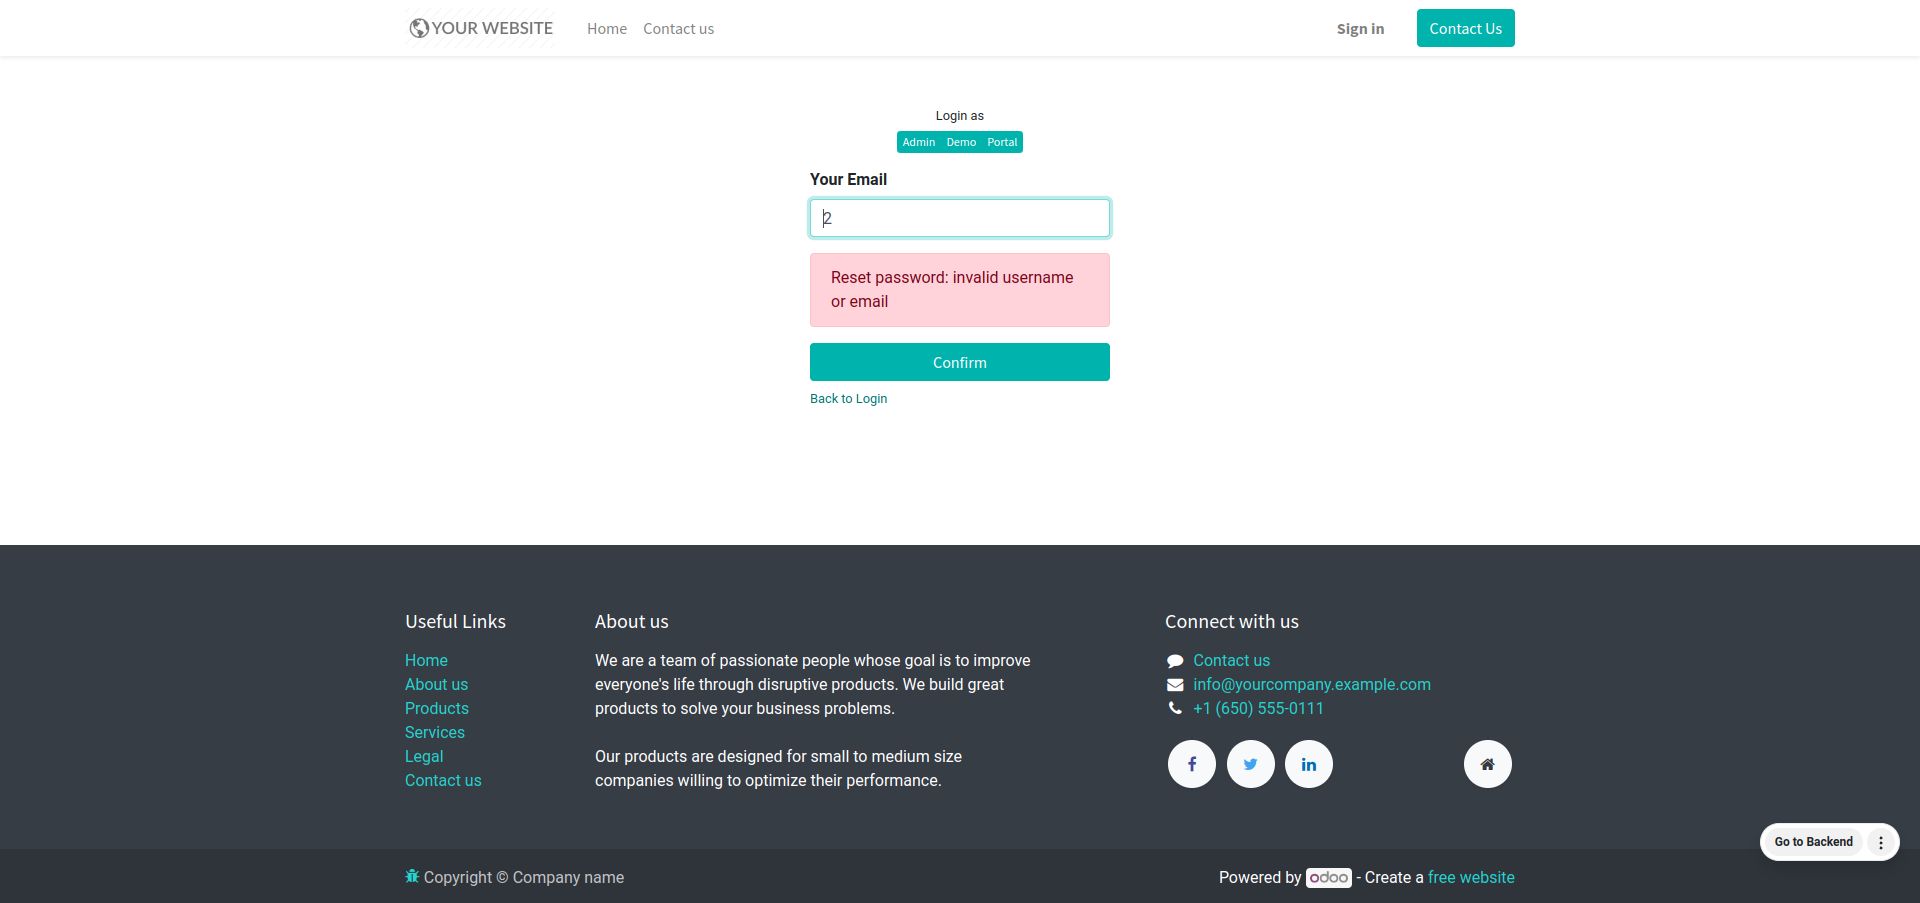 YOUR WEBSITE Home Contact us Sign in Contact Us
Login as
Admin Demo Portal
Your Email
2
Reset password: invalid username
or email
Confirm
Back to Login
Useful Links
Home
About us
Products
Services
Legal
Contact us
About us
We are a team of passionate people whose goal is to improve
everyone's life through disruptive products. We build great
products to solve your business problems.
Our products are designed for small to medium size
companies willing to optimize their performance.
Connect with us
Contact us
info@yourcompany.example.com
+1 (650) 555-0111
Go to Backend
Copyright © Company name
Powered by odoo - Create a free website